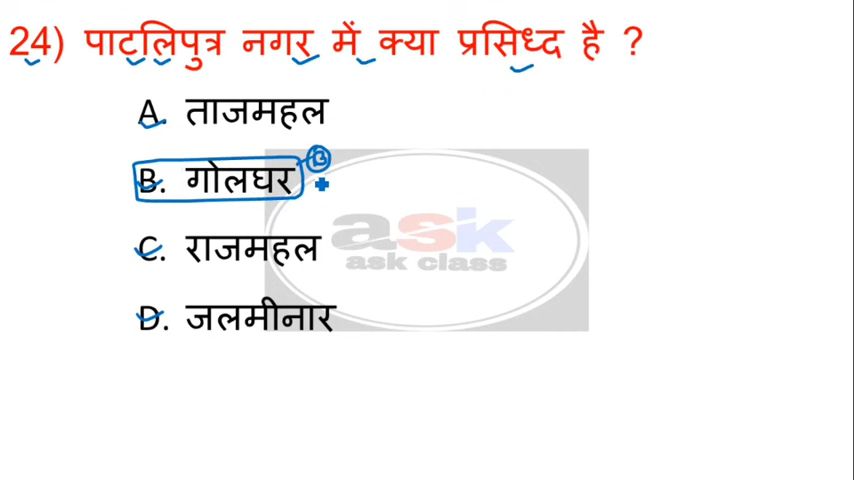 24) पाटलिपुत्र नगर में क्या प्रसिध्द है ?
A. ताजमहल
B. गोलघर B
C. राजमहल
D. जलमीनार
ask
ask class